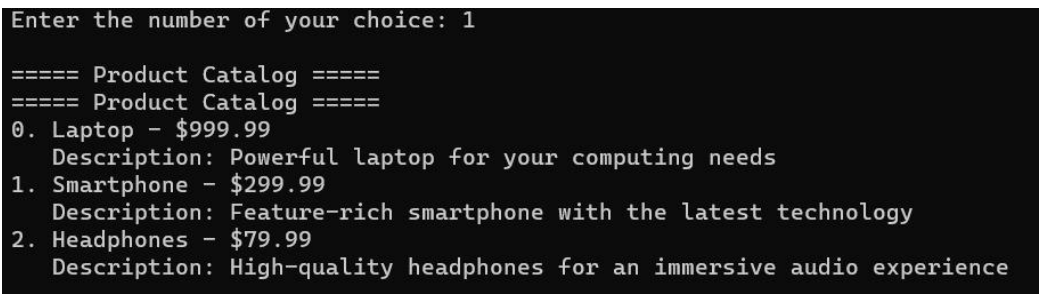 Enter the number of your choice: 1
===== Product Catalog =====
===== Product Catalog =====
0. Laptop - $999.99
   Description: Powerful laptop for your computing needs
1. Smartphone - $299.99
   Description: Feature-rich smartphone with the latest technology
2. Headphones - $79.99
   Description: High-quality headphones for an immersive audio experience